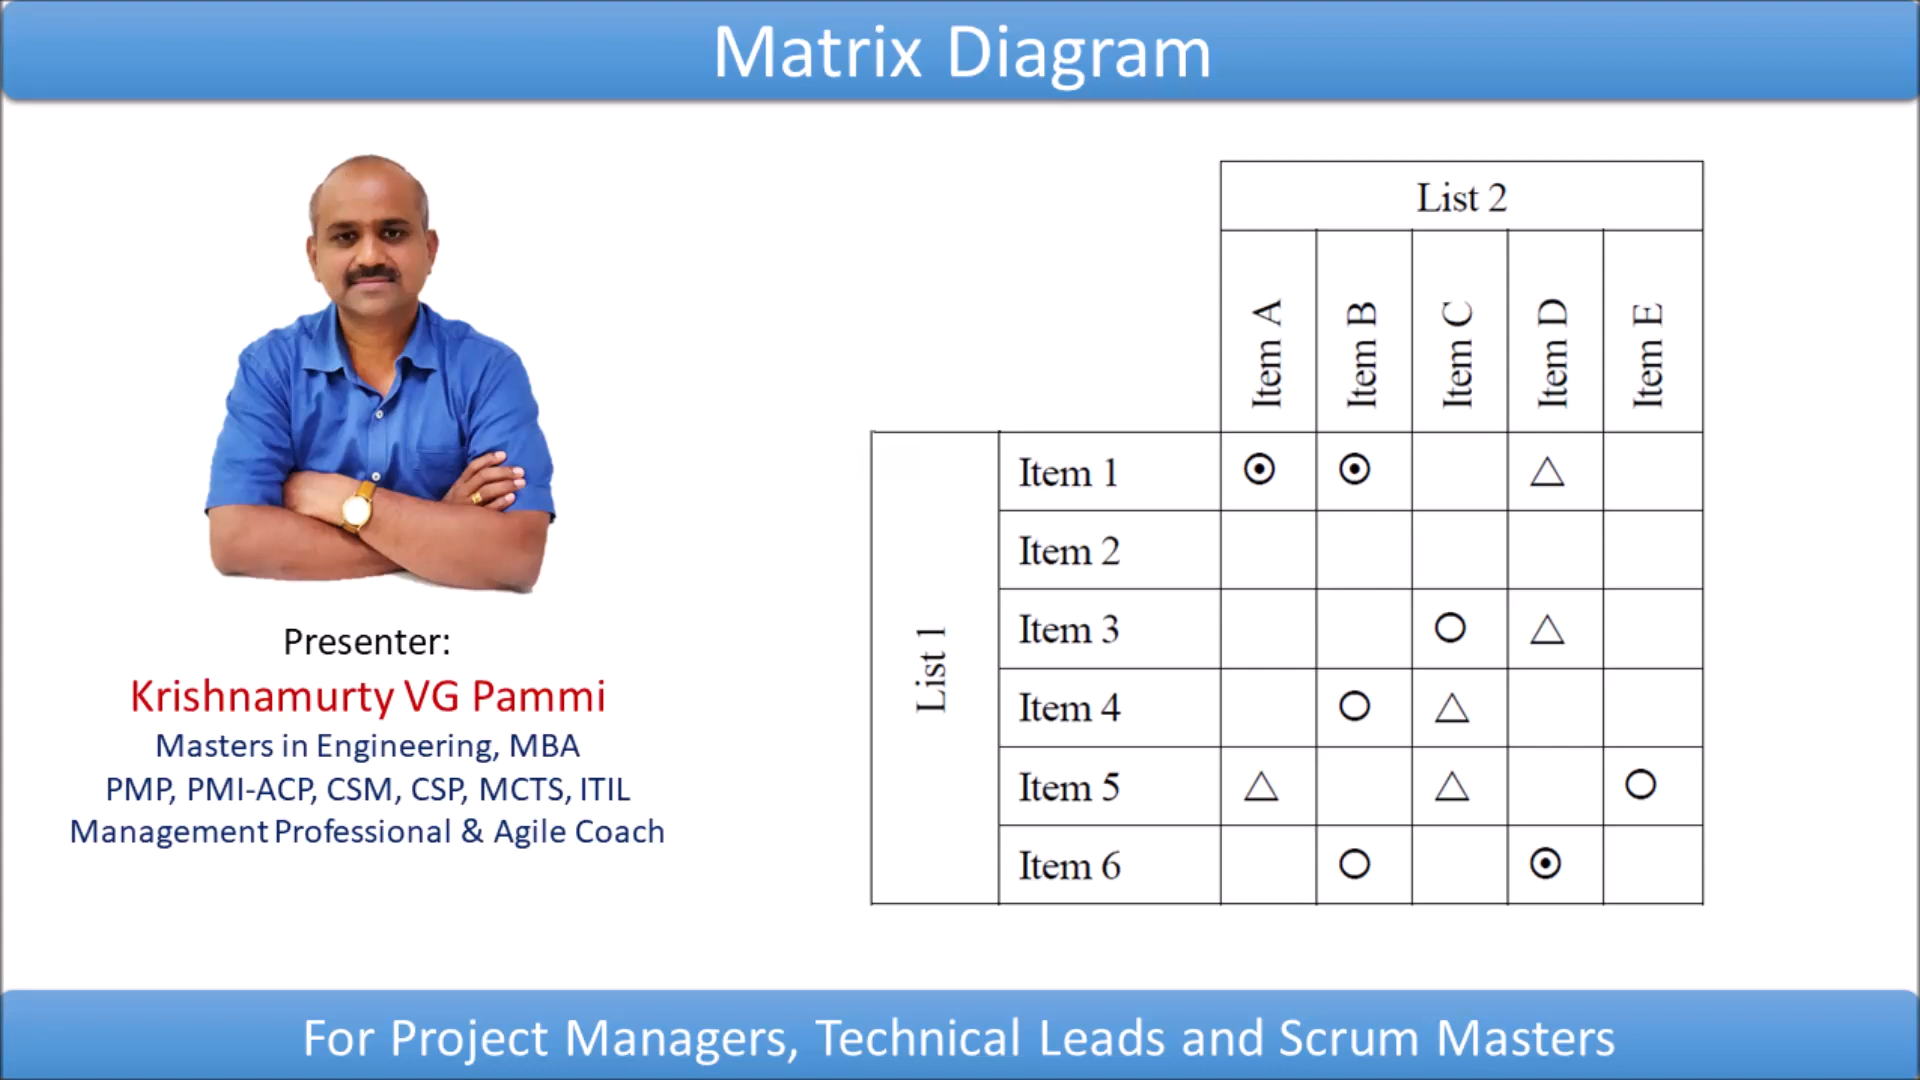 Matrix Diagram
Presenter:
Krishnamurty VG Pammi
Masters in Engineering, MBA
PMP, PMI-ACP, CSM, CSP, MCTS, ITIL
Management Professional & Agile Coach
List 2
Item A
Item B
Item C
Item D
Item E
List 1
Item 1
Item 2
Item 3
Item 4
Item 5
Item 6
For Project Managers, Technical Leads and Scrum Masters